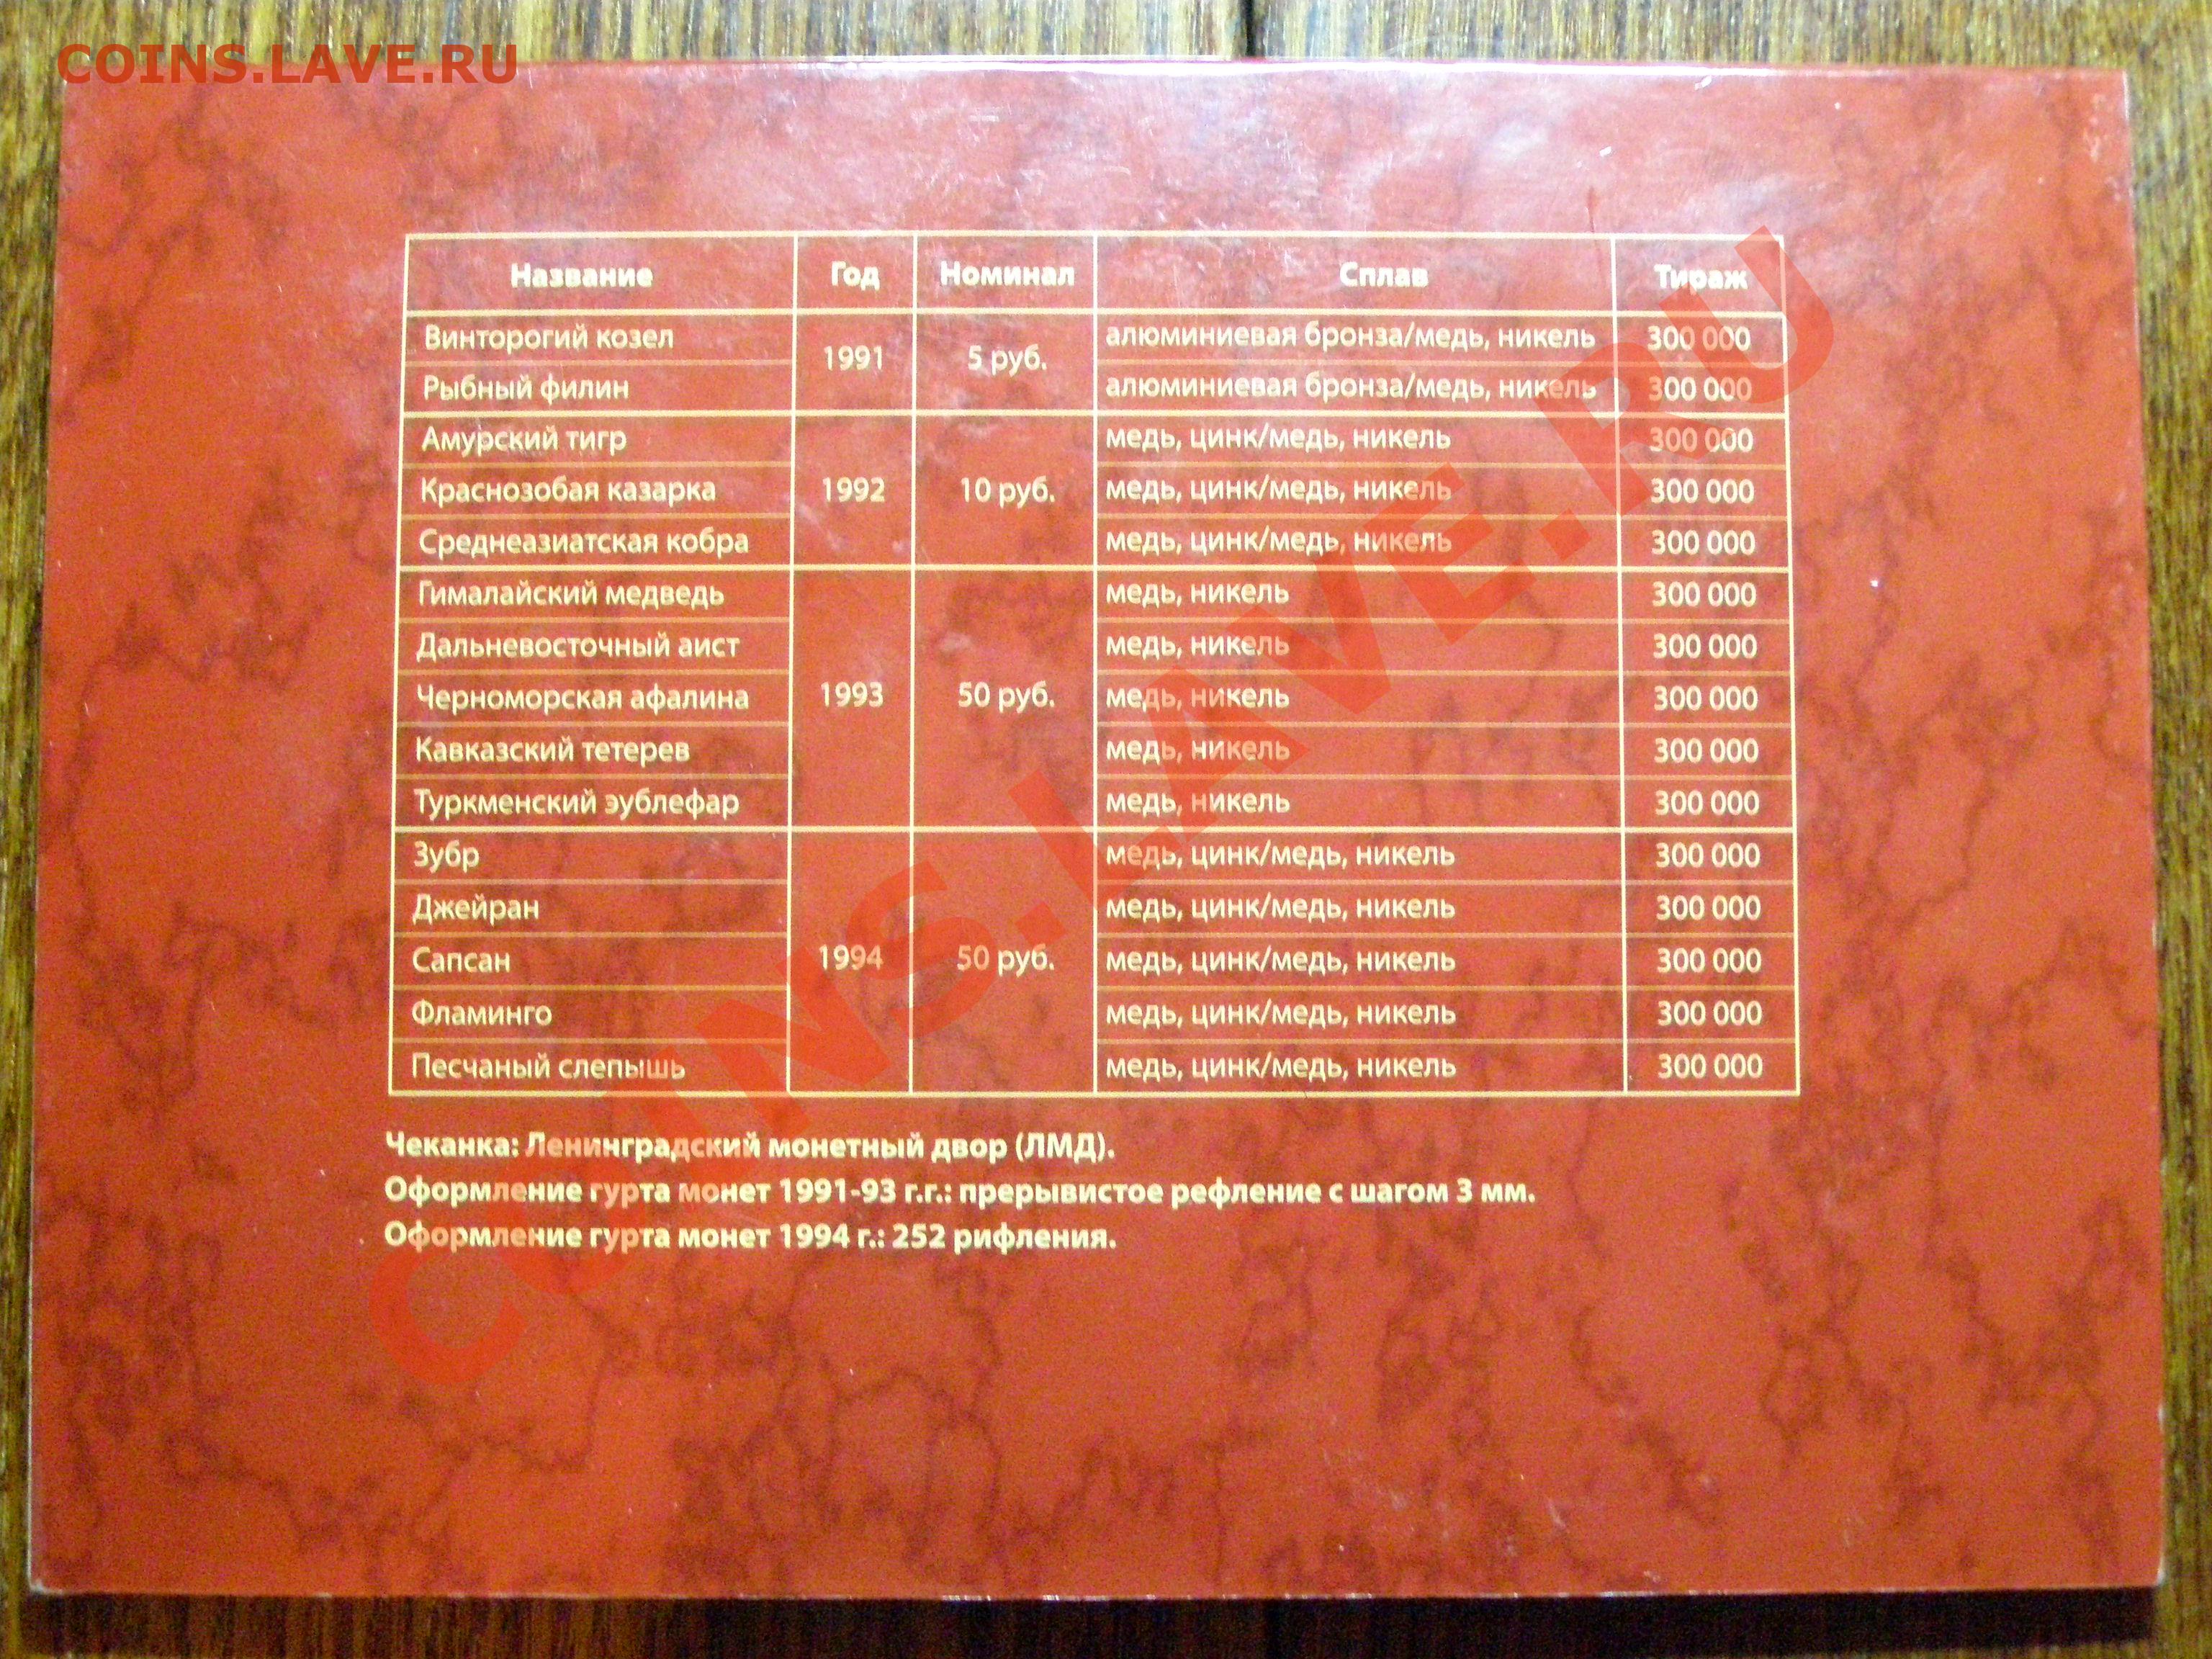 COINS.LAVE.RU
Название Год Номинал Сплав Тираж
Винторогий козел 1991 5 руб. алюминиевая бронза/медь, никель 300 000
Рыбный филин алюминиевая бронза/медь, никель 300 000
Амурский тигр медь, цинк/медь, никель 300 000
Краснозобая казарка 1992 10 руб. медь, цинк/медь, никель 300 000
Среднеазиатская кобра медь, цинк/медь, никель 300 000
Гималайский медведь медь, никель 300 000
Дальневосточный аист медь, никель 300 000
Черноморская афалина 1993 50 руб. медь, никель 300 000
Кавказский тетерев медь, никель 300 000
Туркменский эублефар медь, никель 300 000
Зубр медь, цинк/медь, никель 300 000
Джейран медь, цинк/медь, никель 300 000
Сапсан 1994 50 руб. медь, цинк/медь, никель 300 000
Фламинго медь, цинк/медь, никель 300 000
Песчаный слепышь медь, цинк/медь, никель 300 000
Чеканка: Ленинградский монетный двор (ЛМД).
Оформление гурта монет 1991-93 г.г.: прерывистое рефление с шагом 3 мм.
Оформление гурта монет 1994 г.: 252 рифления.
COINS.LAVE.RU